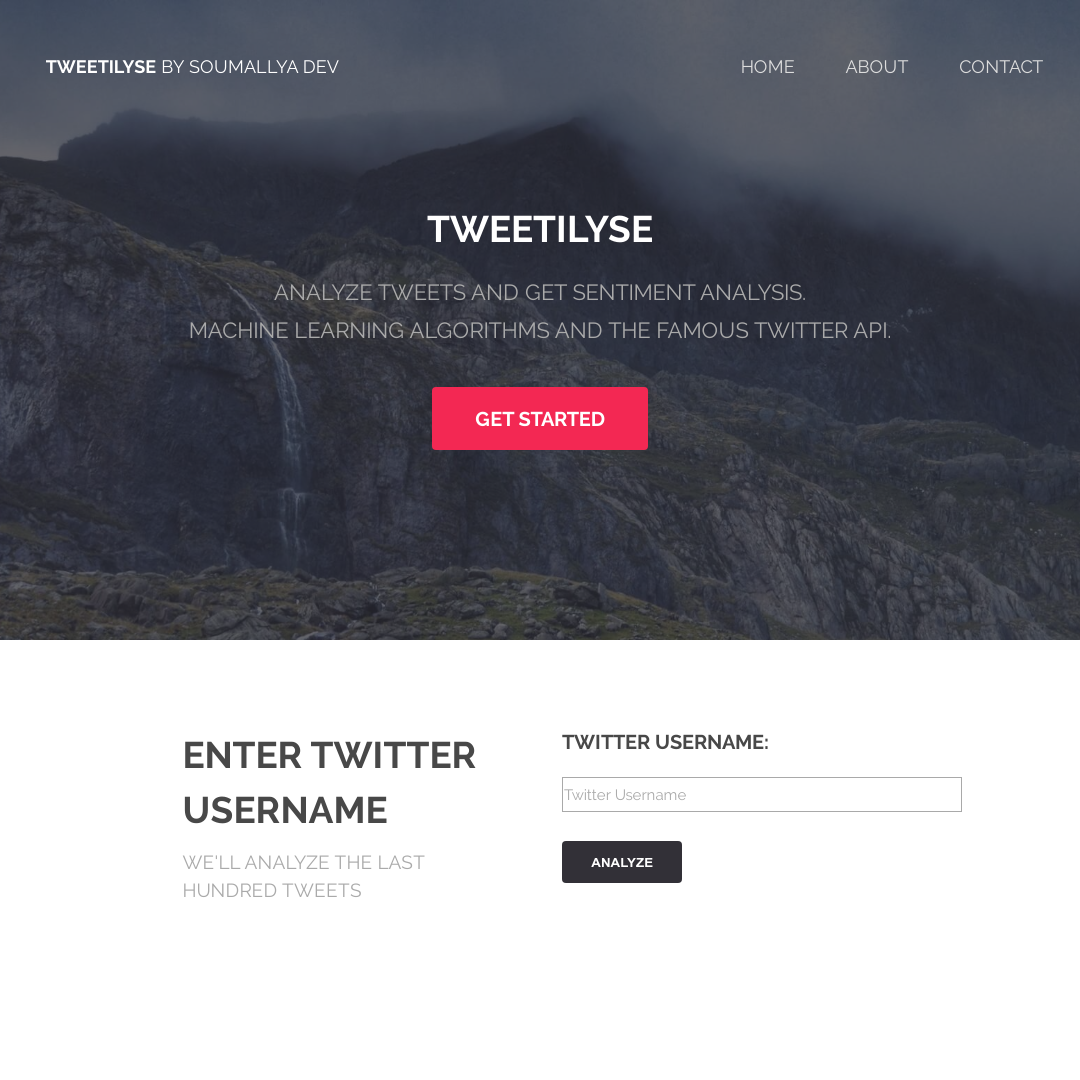 TWEETILYSE BY SOUMALLYA DEV
HOME ABOUT CONTACT
TWEETILYSE
ANALYZE TWEETS AND GET SENTIMENT ANALYSIS.
MACHINE LEARNING ALGORITHMS AND THE FAMOUS TWITTER API.
GET STARTED
ENTER TWITTER
USERNAME
WE'LL ANALYZE THE LAST
HUNDRED TWEETS
TWITTER USERNAME:
Twitter Username
ANALYZE